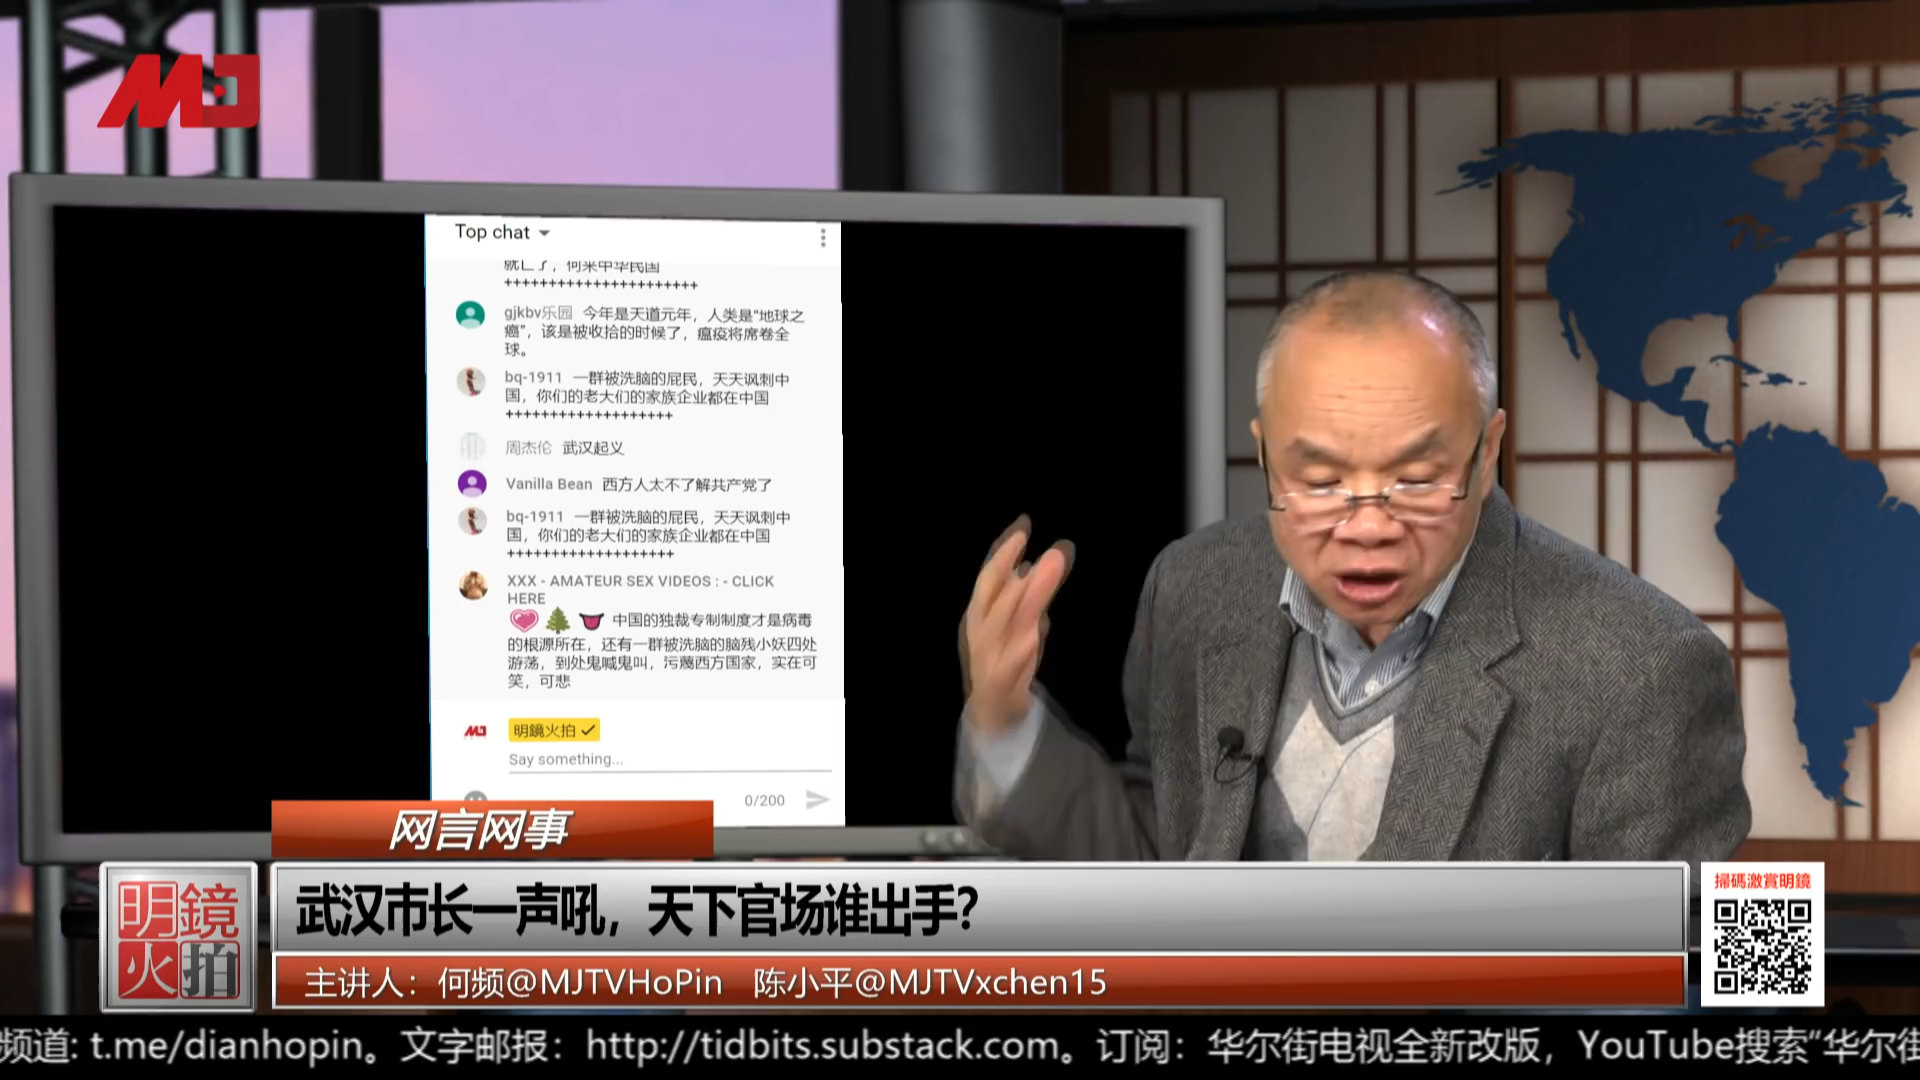 MJ
Top chat
就亡了，何来中华民国
++++++++++++++++++++++
gjkbv乐园 今年是天道元年，人类是“地球之
癌”，该是被收拾的时候了，瘟疫将席卷全
球。
bq-1911 一群被洗脑的屁民，天天讽刺中
国，你们的老大们的家族企业都在中国
+++++++++++++++++++
周杰伦 武汉起义
Vanilla Bean 西方人太不了解共产党了
bq-1911 一群被洗脑的屁民，天天讽刺中
国，你们的老大们的家族企业都在中国
+++++++++++++++++++
XXX - AMATEUR SEX VIDEOS : - CLICK
HERE
中国的独裁专制制度才是病毒
的根源所在，还有一群被洗脑的脑残小妖四处
游荡，到处鬼喊鬼叫，污蔑西方国家，实在可
笑，可悲
MJ 明鏡火拍
Say something...
0/200
网言网事
明鏡
火拍
武汉市长一声吼，天下官场谁出手？
主讲人：何频@MJTVHoPin 陈小平@MJTVxchen15
掃碼激賞明鏡
频道: t.me/dianhopin。文字邮报：http://tidbits.substack.com。订阅：华尔街电视全新改版，YouTube搜索“华尔街